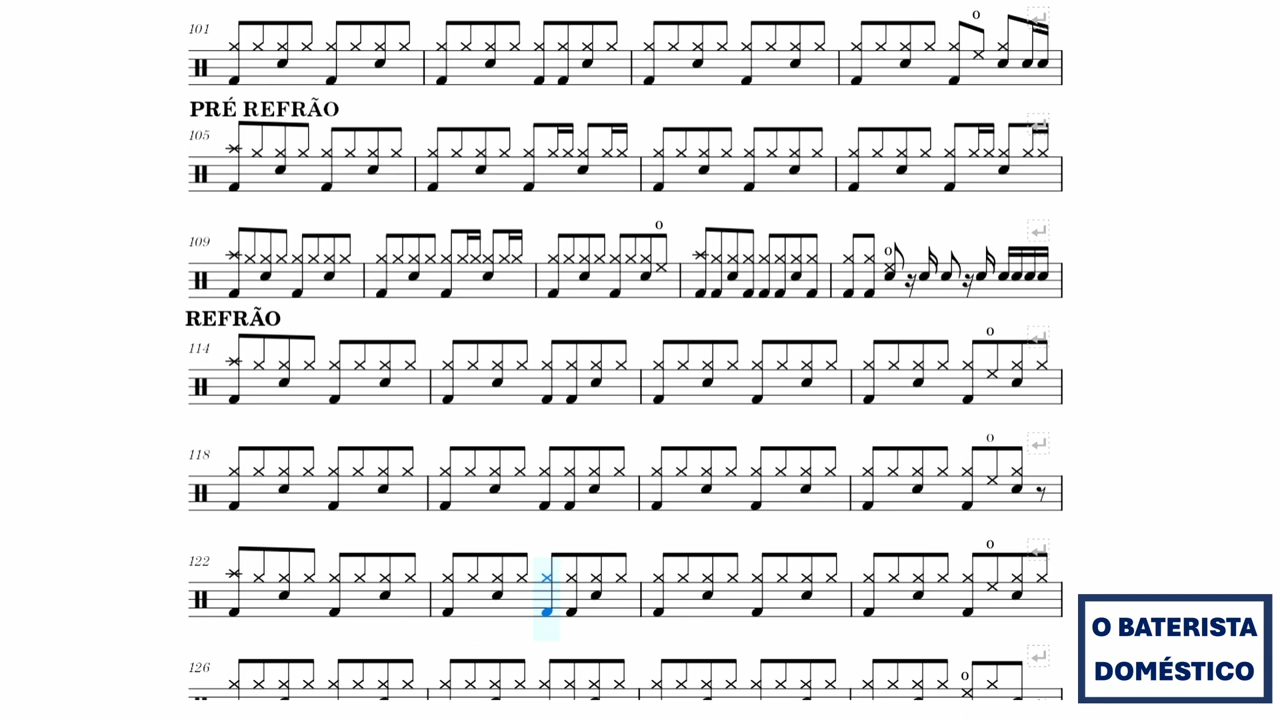 101
o
PRÉ REFRÃO
105
109
o
o
REFRÃO
114
o
118
o
122
o
126
o
O BATERISTA
DOMÉSTICO